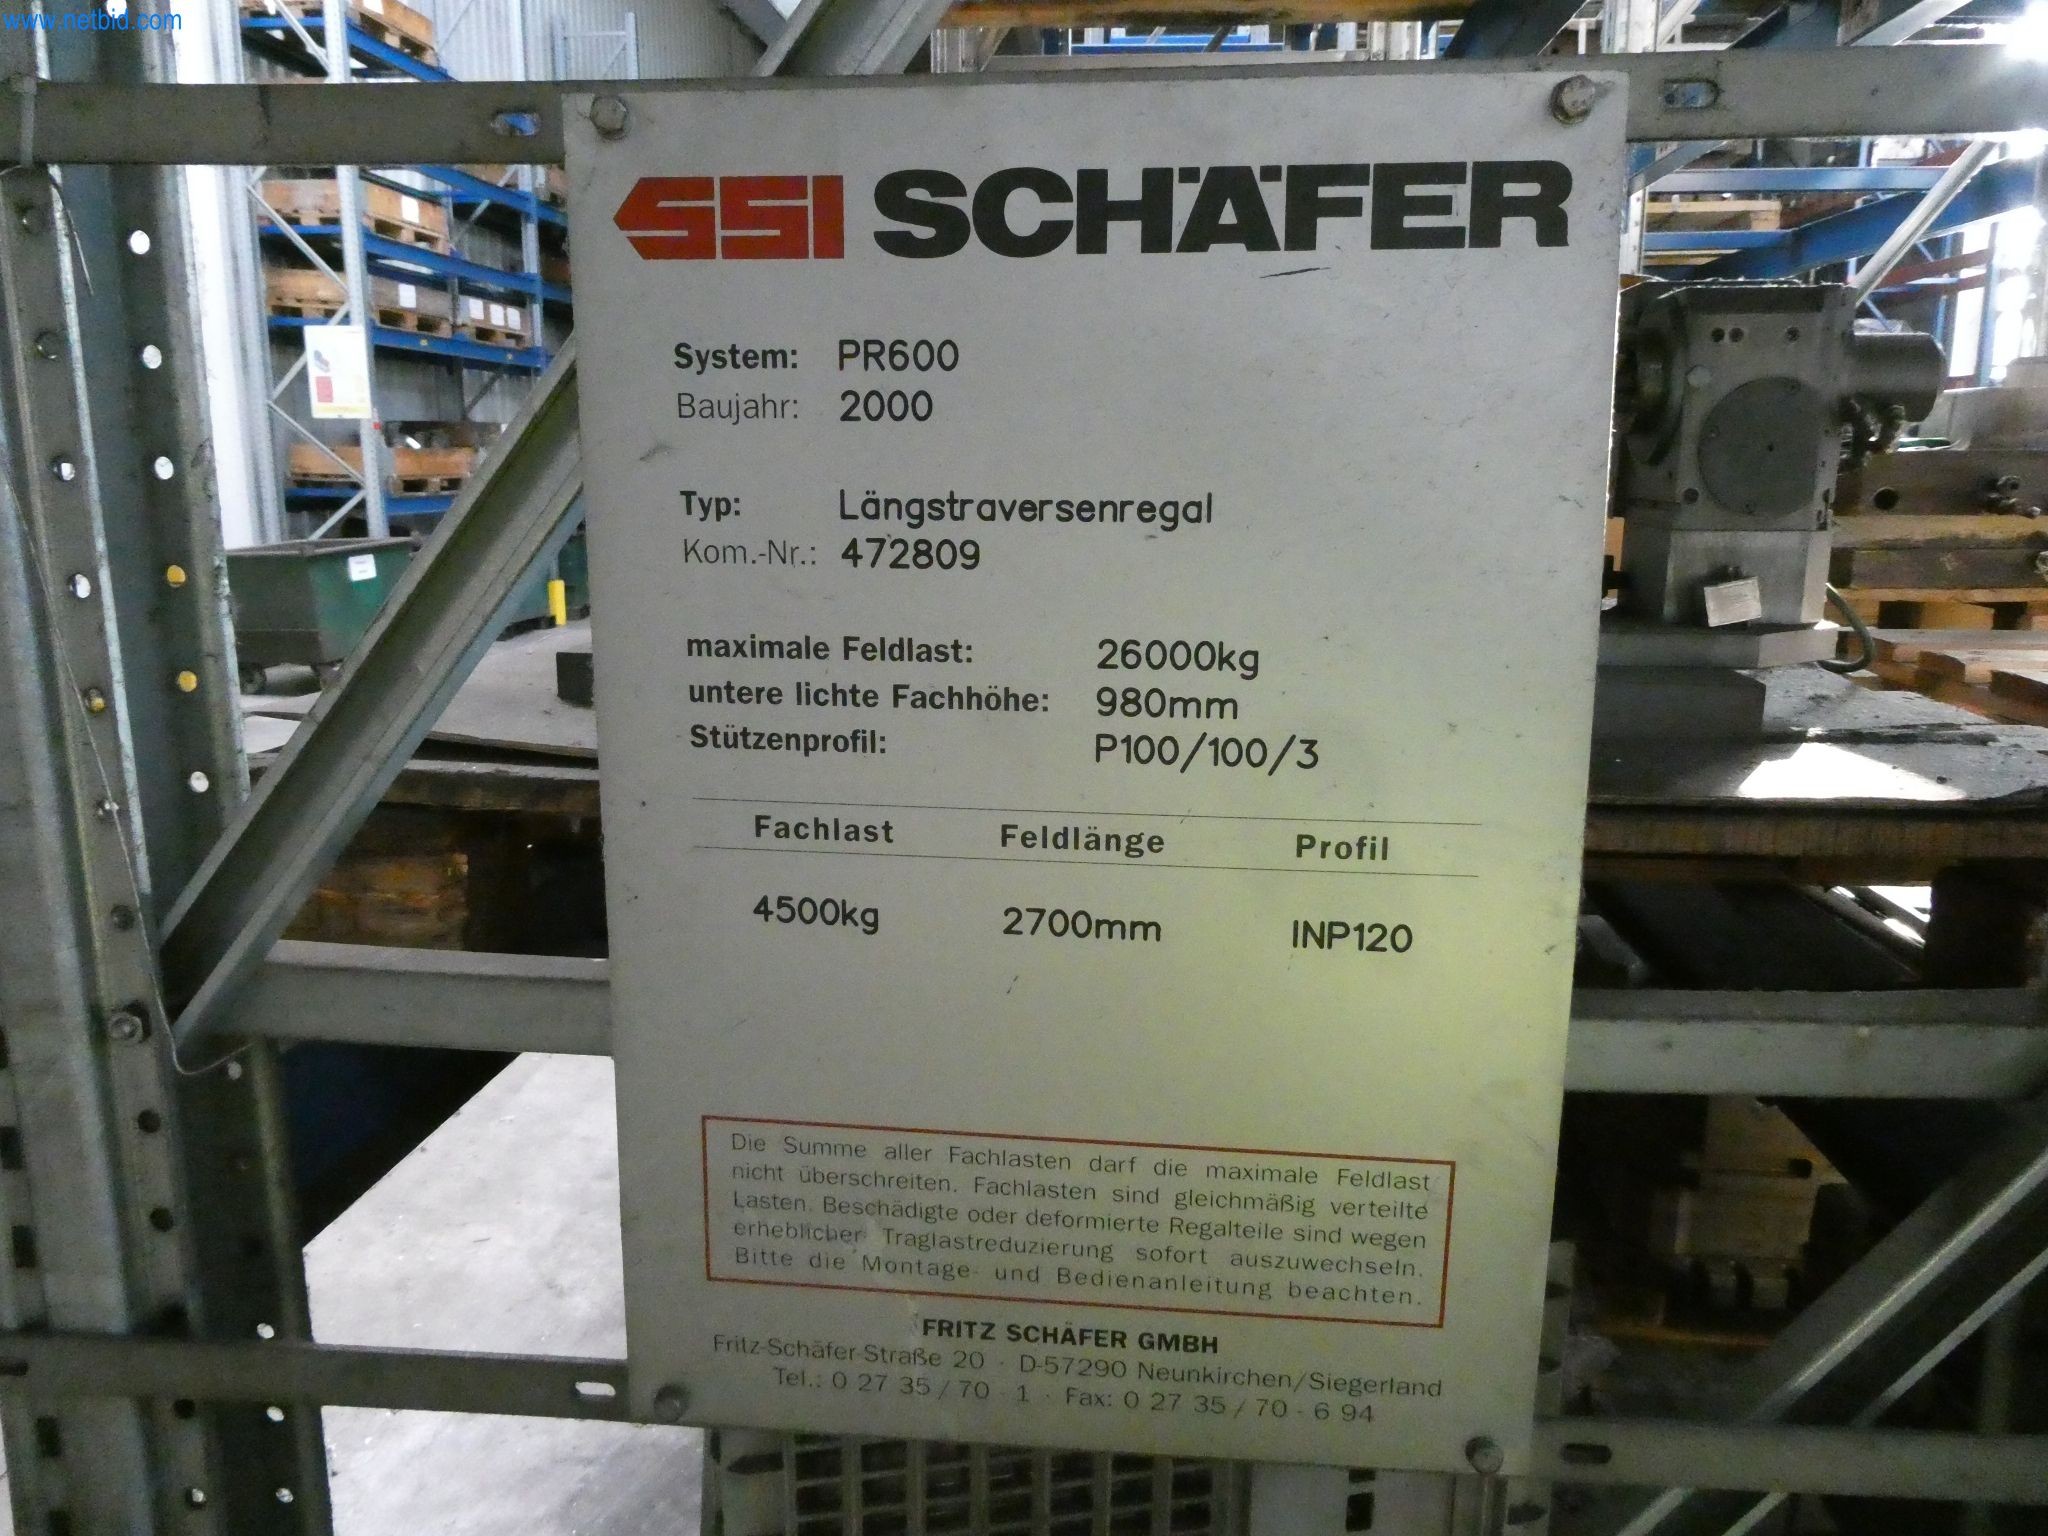 www.netbid.com
SSI SCHÄFER
System: PR600
Baujahr: 2000
Typ: Längstraversenregal
Kom.-Nr.: 472809
maximale Feldlast: 26000kg
untere lichte Fachhöhe: 980mm
Stützenprofil: P100/100/3
Fachlast Feldlänge Profil
4500kg 2700mm INP120
Die Summe aller Fachlasten darf die maximale Feldlast
nicht überschreiten. Fachlasten sind gleichmäßig verteilte
Lasten. Beschädigte oder deformierte Regalteile sind wegen
erheblicher Traglastreduzierung sofort auszuwechseln.
Bitte die Montage- und Bedienanleitung beachten.
FRITZ SCHÄFER GMBH
Fritz-Schäfer-Straße 20 · D-57290 Neunkirchen/Siegerland
Tel.: 0 27 35 / 70 - 1 · Fax: 0 27 35 / 70 - 6 94